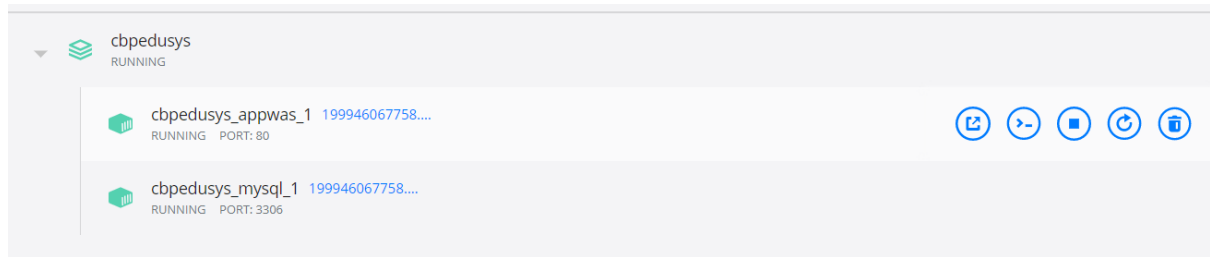 cbpedusys
RUNNING
cbpedusys_appwas_1 199946067758....
RUNNING PORT: 80
cbpedusys_mysql_1 199946067758....
RUNNING PORT: 3306